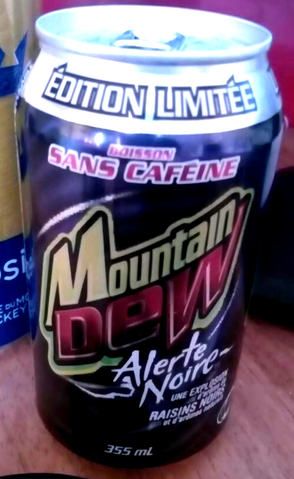 ÉDITION LIMITÉE
BOISSON
SANS CAFÉINE
Mountain
Dew
Alerte
Noire
UNE EXPLOSION
RAISINS NOIRS
355 mL